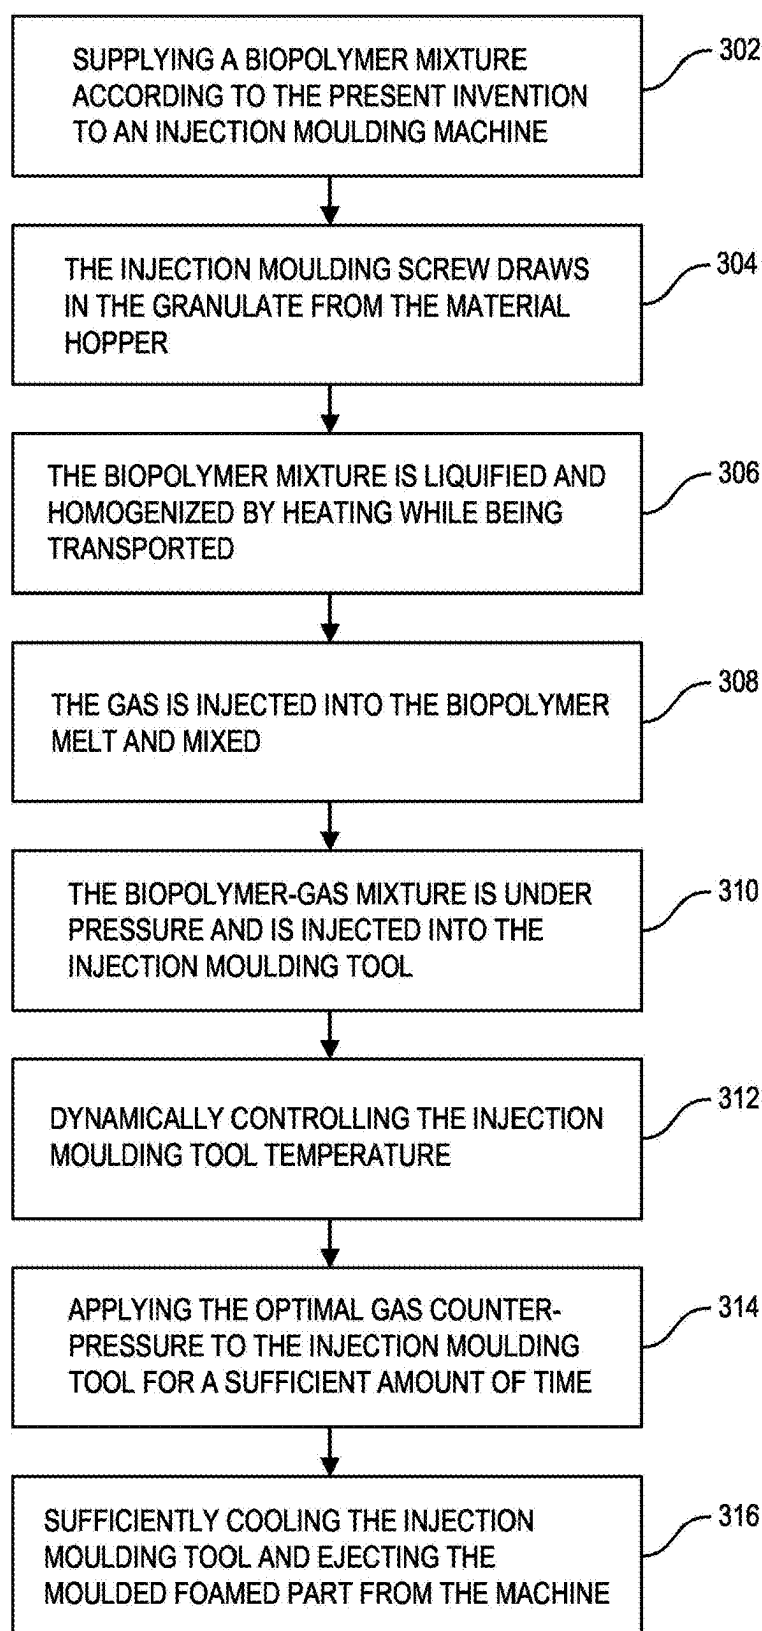 SUPPLYING A BIOPOLYMER MIXTURE
ACCORDING TO THE PRESENT INVENTION
TO AN INJECTION MOULDING MACHINE
302
THE INJECTION MOULDING SCREW DRAWS
IN THE GRANULATE FROM THE MATERIAL
HOPPER
304
THE BIOPOLYMER MIXTURE IS LIQUIFIED AND
HOMOGENIZED BY HEATING WHILE BEING
TRANSPORTED
306
THE GAS IS INJECTED INTO THE BIOPOLYMER
MELT AND MIXED
308
THE BIOPOLYMER-GAS MIXTURE IS UNDER
PRESSURE AND IS INJECTED INTO THE
INJECTION MOULDING TOOL
310
DYNAMICALLY CONTROLLING THE INJECTION
MOULDING TOOL TEMPERATURE
312
APPLYING THE OPTIMAL GAS COUNTER-
PRESSURE TO THE INJECTION MOULDING
TOOL FOR A SUFFICIENT AMOUNT OF TIME
314
SUFFICIENTLY COOLING THE INJECTION
MOULDING TOOL AND EJECTING THE
MOULDED FOAMED PART FROM THE MACHINE
316